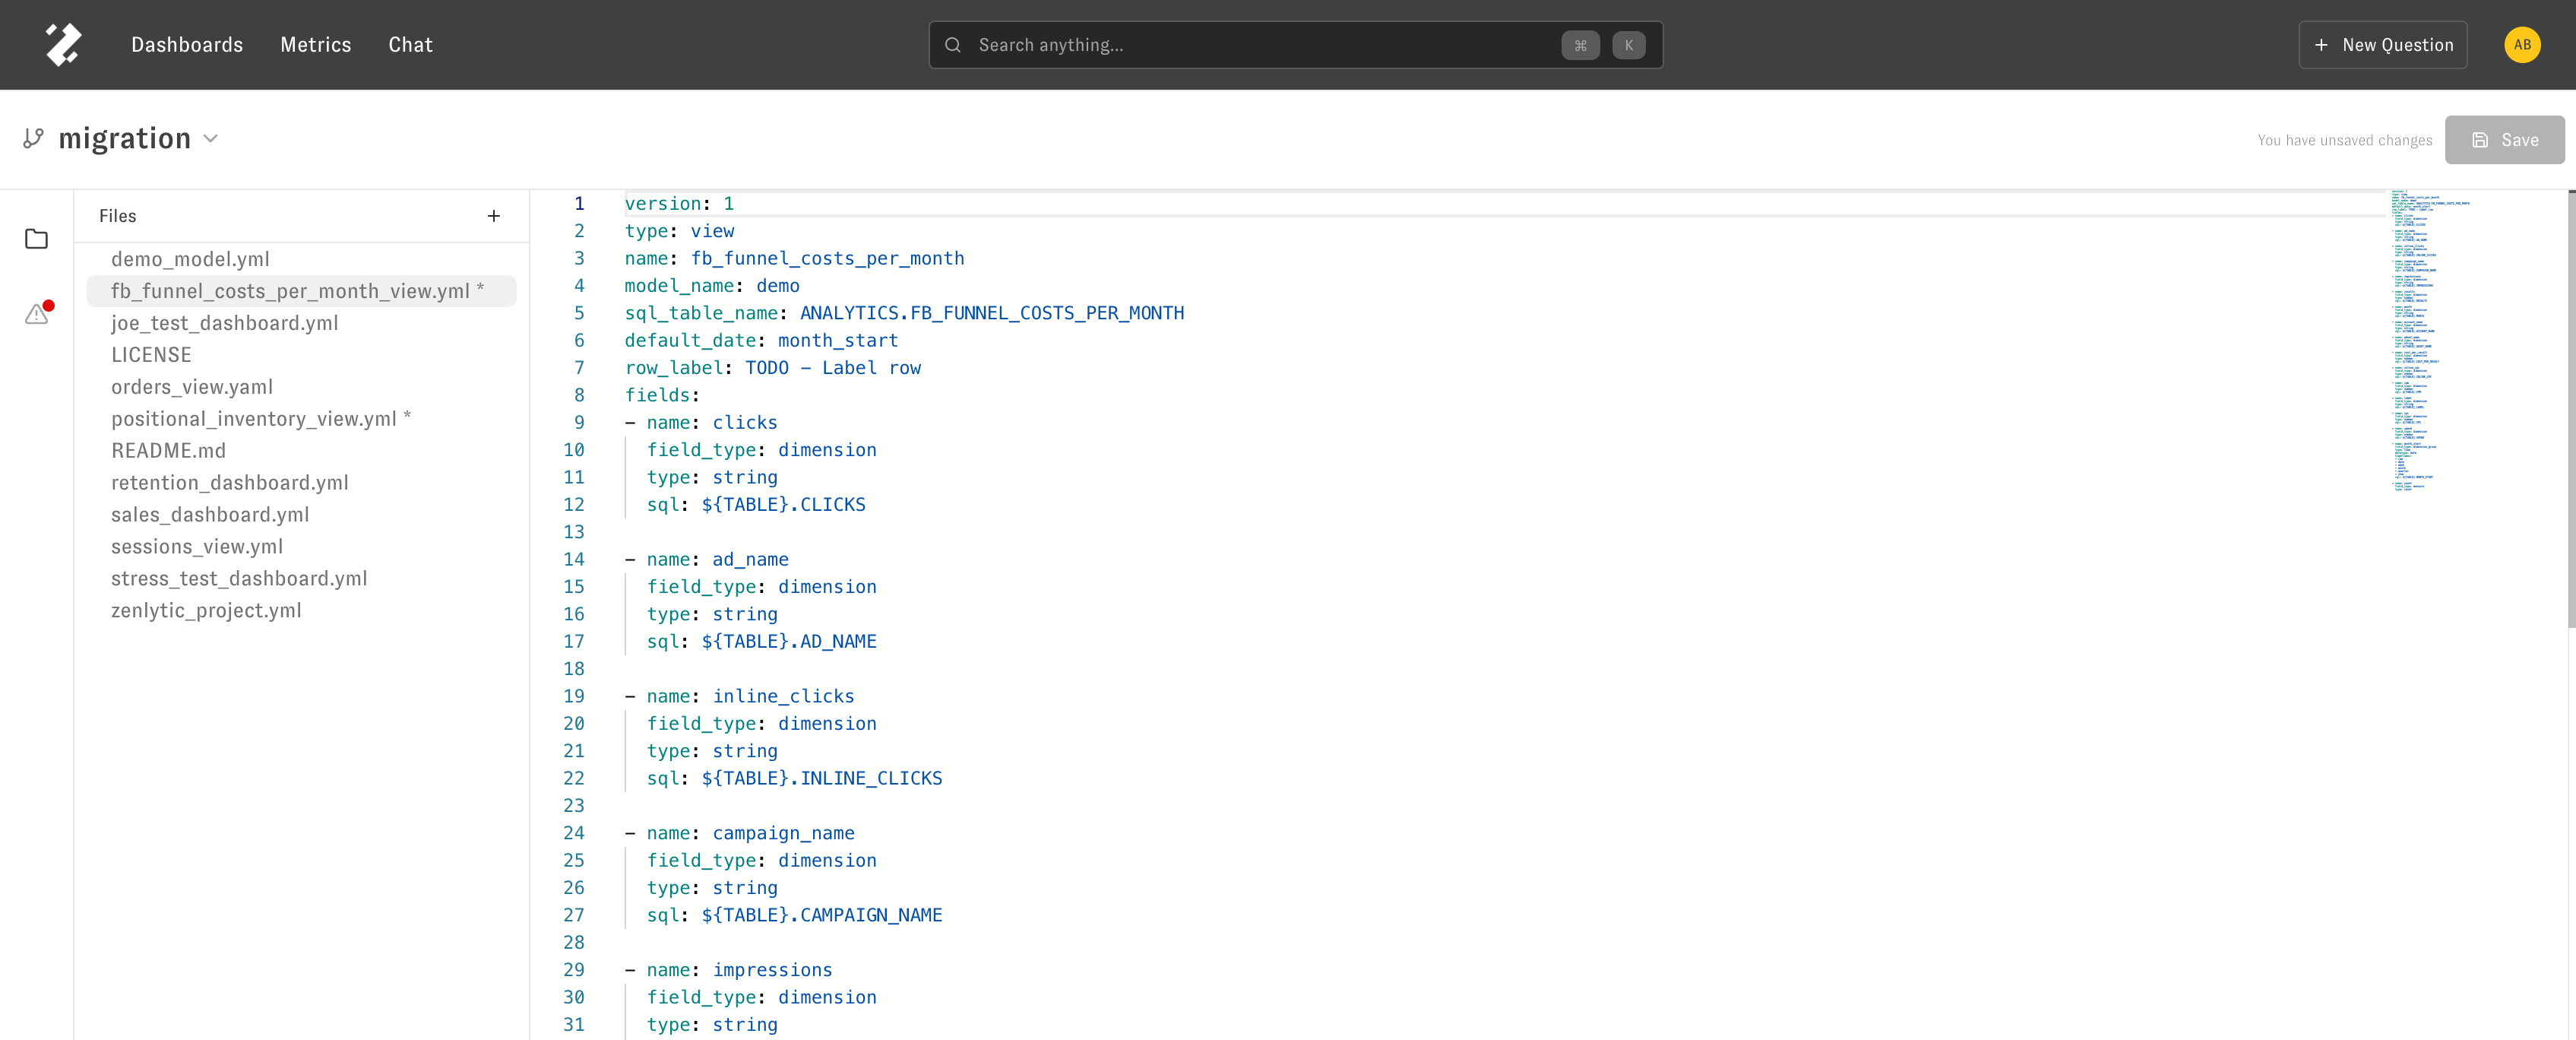 Dashboards Metrics Chat
Search anything...
⌘ K
+ New Question
AB
migration
You have unsaved changes
Save
Files
+
demo_model.yml
fb_funnel_costs_per_month_view.yml *
joe_test_dashboard.yml
LICENSE
orders_view.yaml
positional_inventory_view.yml *
README.md
retention_dashboard.yml
sales_dashboard.yml
sessions_view.yml
stress_test_dashboard.yml
zenlytic_project.yml
1 version: 1
2 type: view
3 name: fb_funnel_costs_per_month
4 model_name: demo
5 sql_table_name: ANALYTICS.FB_FUNNEL_COSTS_PER_MONTH
6 default_date: month_start
7 row_label: TODO - Label row
8 fields:
9 - name: clicks
10 field_type: dimension
11 type: string
12 sql: ${TABLE}.CLICKS
13
14 - name: ad_name
15 field_type: dimension
16 type: string
17 sql: ${TABLE}.AD_NAME
18
19 - name: inline_clicks
20 field_type: dimension
21 type: string
22 sql: ${TABLE}.INLINE_CLICKS
23
24 - name: campaign_name
25 field_type: dimension
26 type: string
27 sql: ${TABLE}.CAMPAIGN_NAME
28
29 - name: impressions
30 field_type: dimension
31 type: string